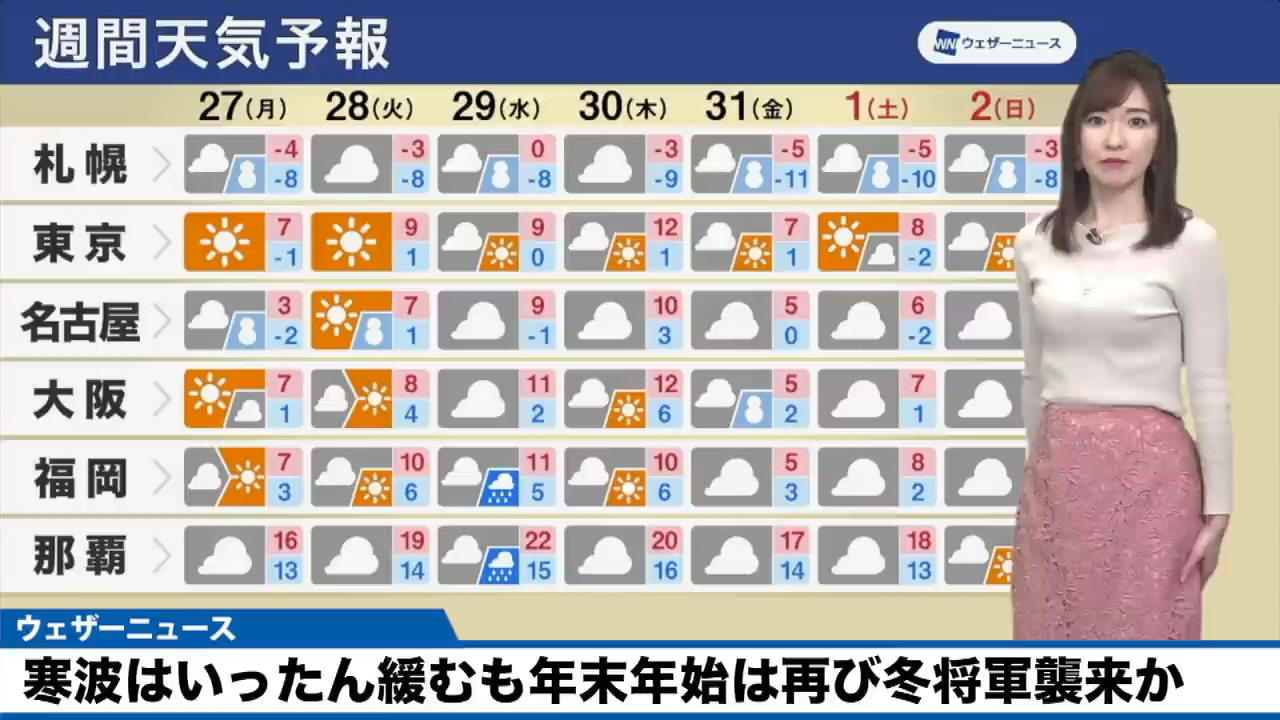 週間天気予報
WNI ウェザーニュース
27(月) 28(火) 29(水) 30(木) 31(金) 1(土) 2(日)
札幌 -4 -8 -3 -8 0 -8 -3 -9 -5 -11 -5 -10 -3 -8
東京 7 -1 9 1 9 0 12 1 7 1 8 -2
名古屋 3 -2 7 1 9 -1 10 3 5 0 6 -2
大阪 7 1 8 4 11 2 12 6 5 2 7 1
福岡 7 3 10 6 11 5 10 6 5 3 8 2
那覇 16 13 19 14 22 15 20 16 17 14 18 13
ウェザーニュース
寒波はいったん緩むも年末年始は再び冬将軍襲来か